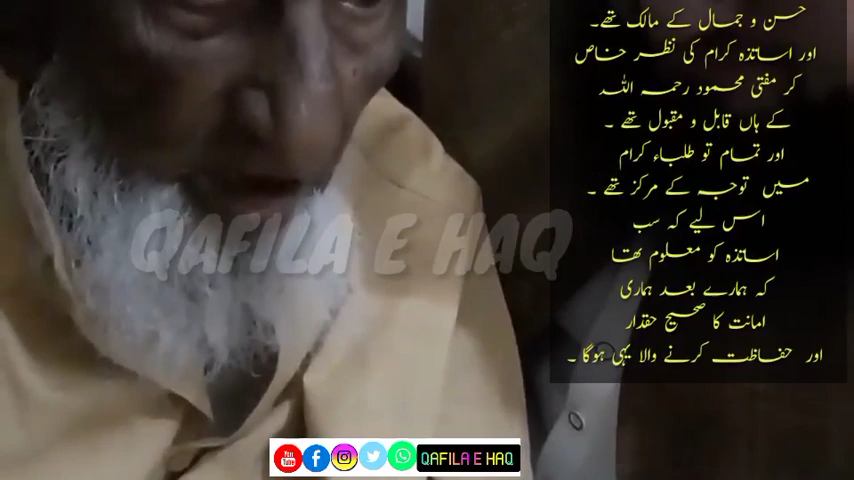 حسن و جمال کے مالک تھے۔
اور اساتذہ کرام کی نظر خاص
کر مفتی محمود رحمہ اللہ
کے ہاں قابل و مقبول تھے ۔
اور تمام تو طلباء کرام
میں توجہ کے مرکز تھے ۔
اس لیے کہ سب
اساتذہ کو معلوم تھا
کہ ہمارے بعد ہماری
امانت کا صحیح حقدار
اور حفاظت کرنے والا یہی ہوگا ۔
QAFILA E HAQ
You Tube
QAFILA E HAQ